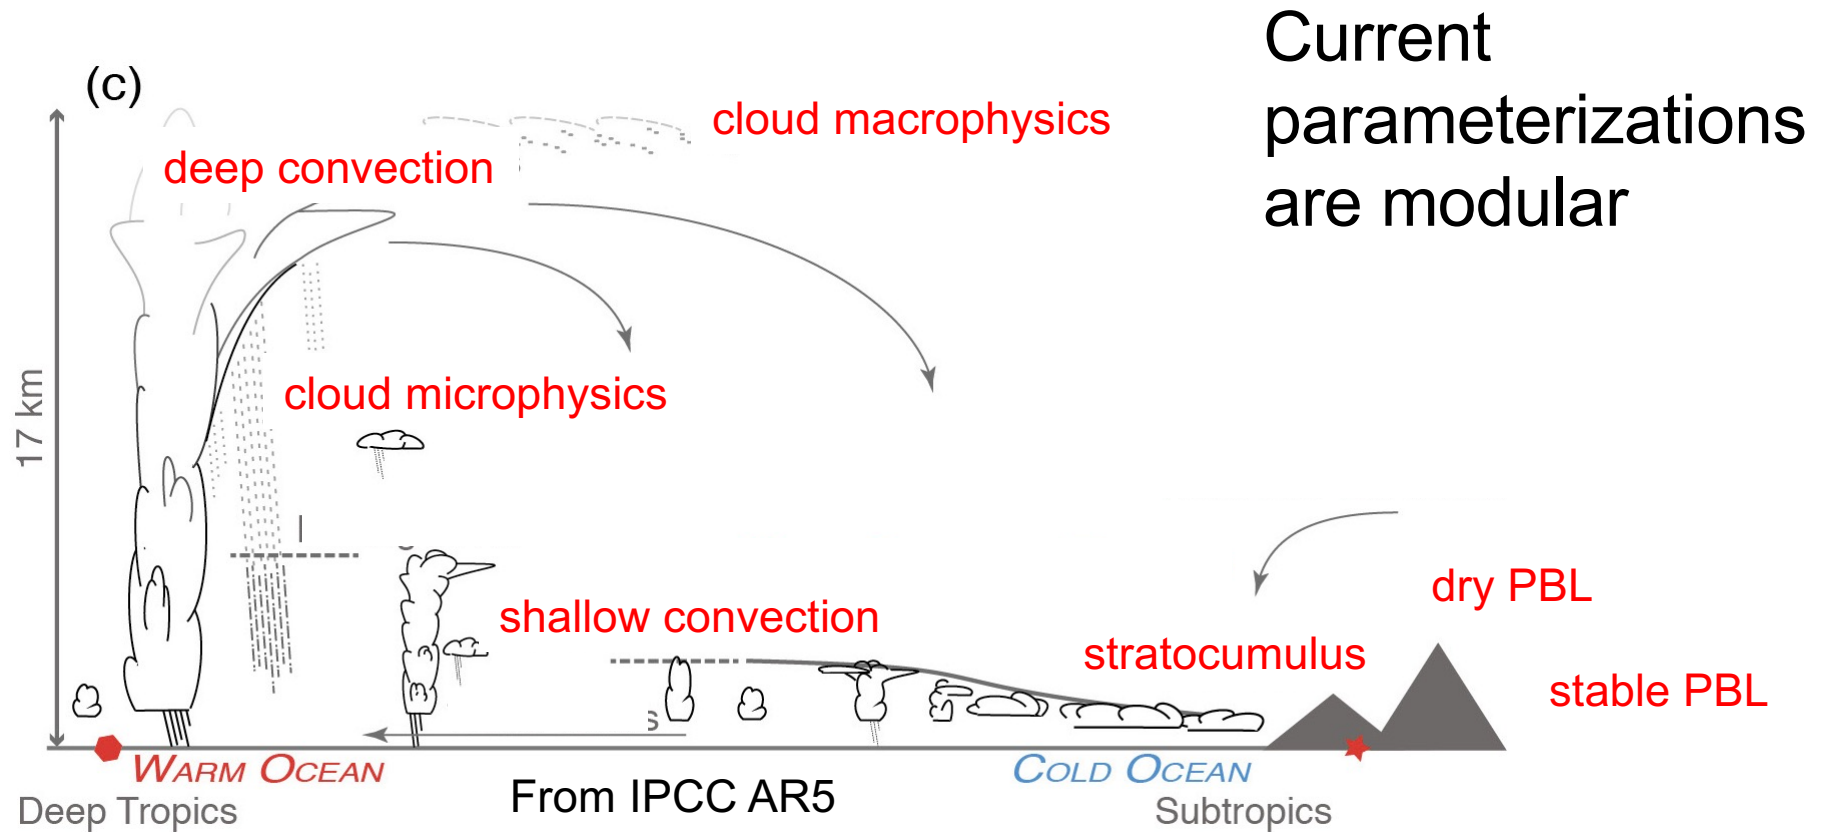 Current
parameterizations
are modular
(c)
cloud macrophysics
deep convection
17 km
cloud microphysics
shallow convection
dry PBL
stratocumulus
stable PBL
s
WARM OCEAN
COLD OCEAN
From IPCC AR5
Deep Tropics
Subtropics